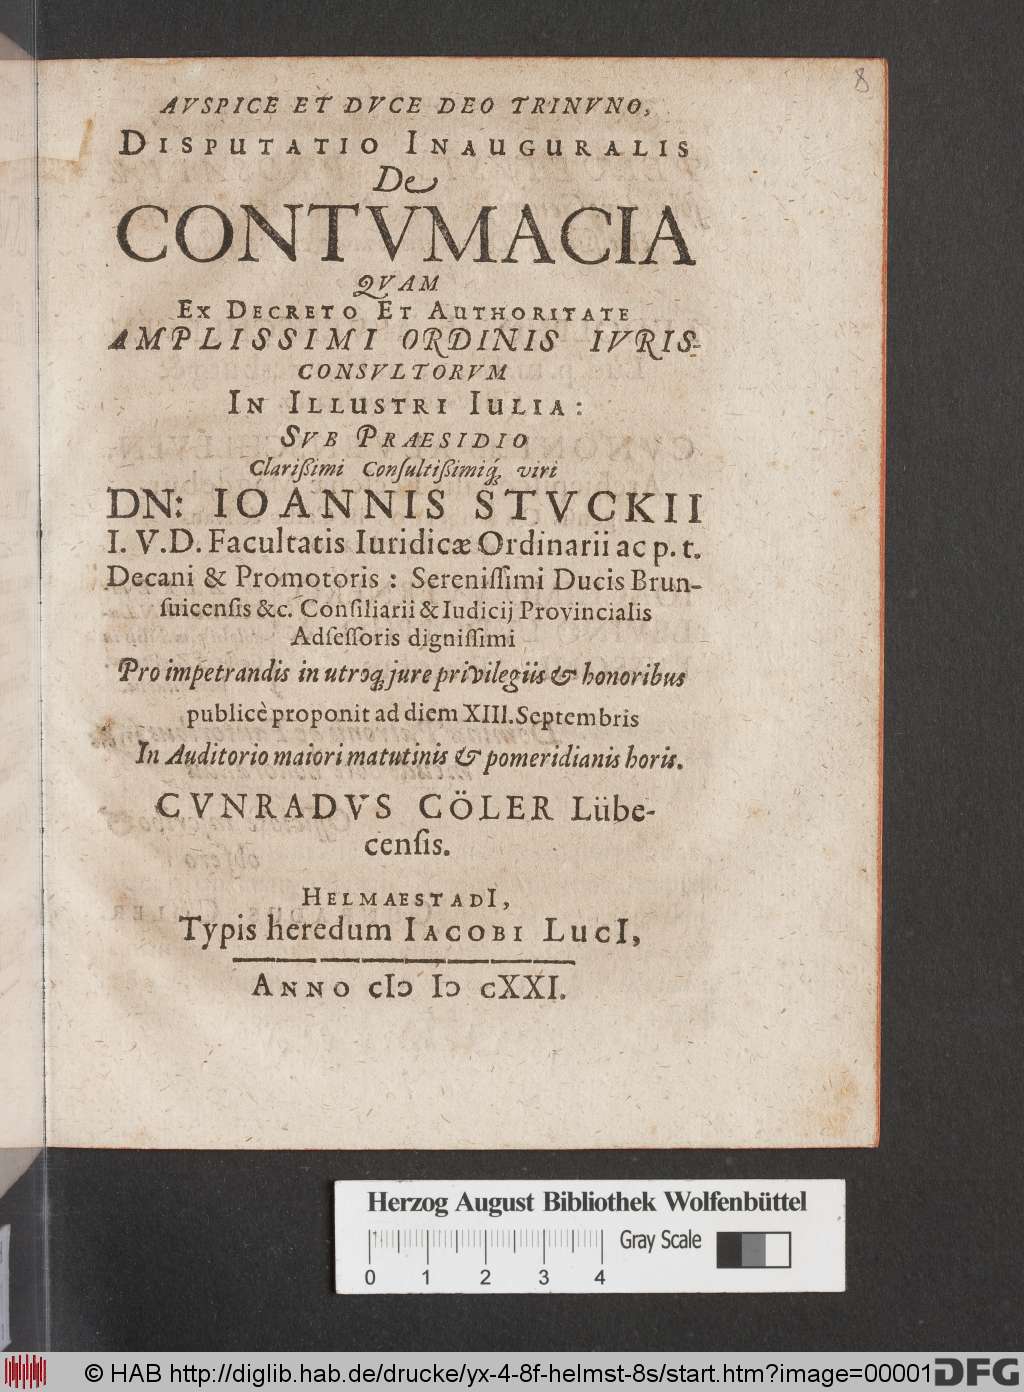 8
AVSPICE ET DVCE DEO TRINVNO,
DISPUTATIO INAUGURALIS
De
CONTVMACIA
QVAM
EX DECRETO ET AUTHORITATE
AMPLISSIMI ORDINIS IVRIS-
CONSVLTORVM
IN ILLUSTRI IULIA:
SVB PRAESIDIO
Clarißimi Conſultißimiq́; viri
DN: IOANNIS STVCKII
I. V. D. Facultatis Iuridicæ Ordinarii ac p. t.
Decani & Promotoris: Sereniſſimi Ducis Brun-
ſuicenſis &c. Conſiliarii & Iudicij Provincialis
Adſeſſoris digniſſimi
Pro impetrandis in utroq; jure privilegiis & honoribus
publicè proponit ad diem XIII. Septembris
In Auditorio maiori matutinis & pomeridianis horis.
CVNRADVS CÖLER Lübe-
cenſis.
HELMAESTADI,
Typis heredum IACOBI LUCI,
ANNO cIↄ Iↄ cXXI.
Herzog August Bibliothek Wolfenbüttel
Gray Scale
0 1 2 3 4
© HAB http://diglib.hab.de/drucke/yx-4-8f-helmst-8s/start.htm?image=00001
DFG